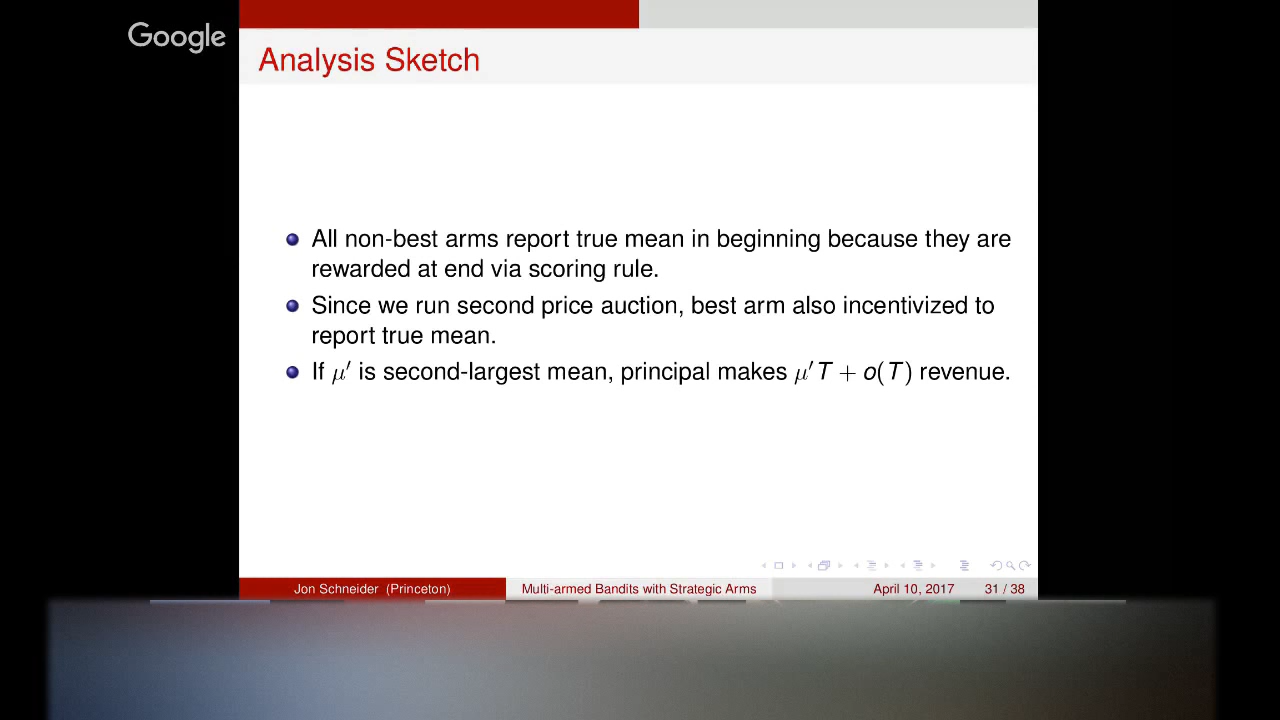 Google
Analysis Sketch
All non-best arms report true mean in beginning because they are
rewarded at end via scoring rule.
Since we run second price auction, best arm also incentivized to
report true mean.
If μ′ is second-largest mean, principal makes μ′T + o(T) revenue.
Jon Schneider (Princeton)
Multi-armed Bandits with Strategic Arms
April 10, 2017
31 / 38